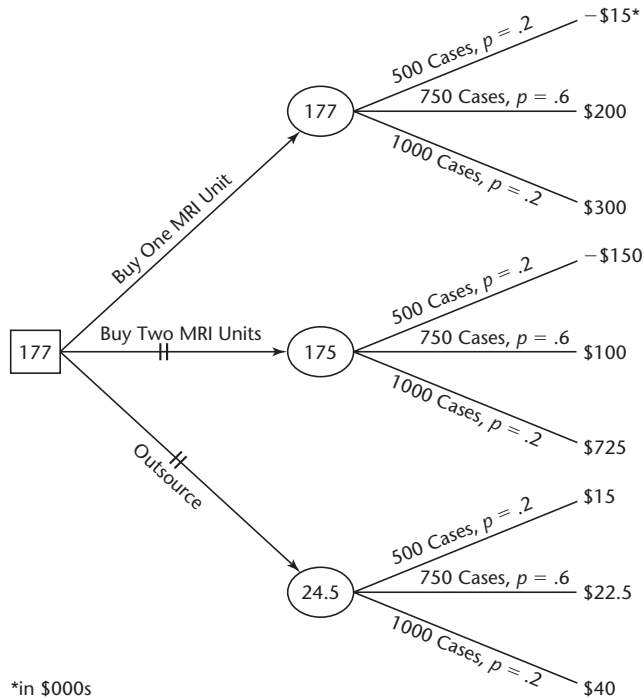 500 Cases, p = .2
−$15*
177
750 Cases, p = .6
$200
1000 Cases, p = .2
$300
Buy One MRI Unit
500 Cases, p = .2
−$150
177
Buy Two MRI Units
175
750 Cases, p = .6
$100
1000 Cases, p = .2
$725
Outsource
500 Cases, p = .2
$15
24.5
750 Cases, p = .6
$22.5
1000 Cases, p = .2
$40
*in $000s